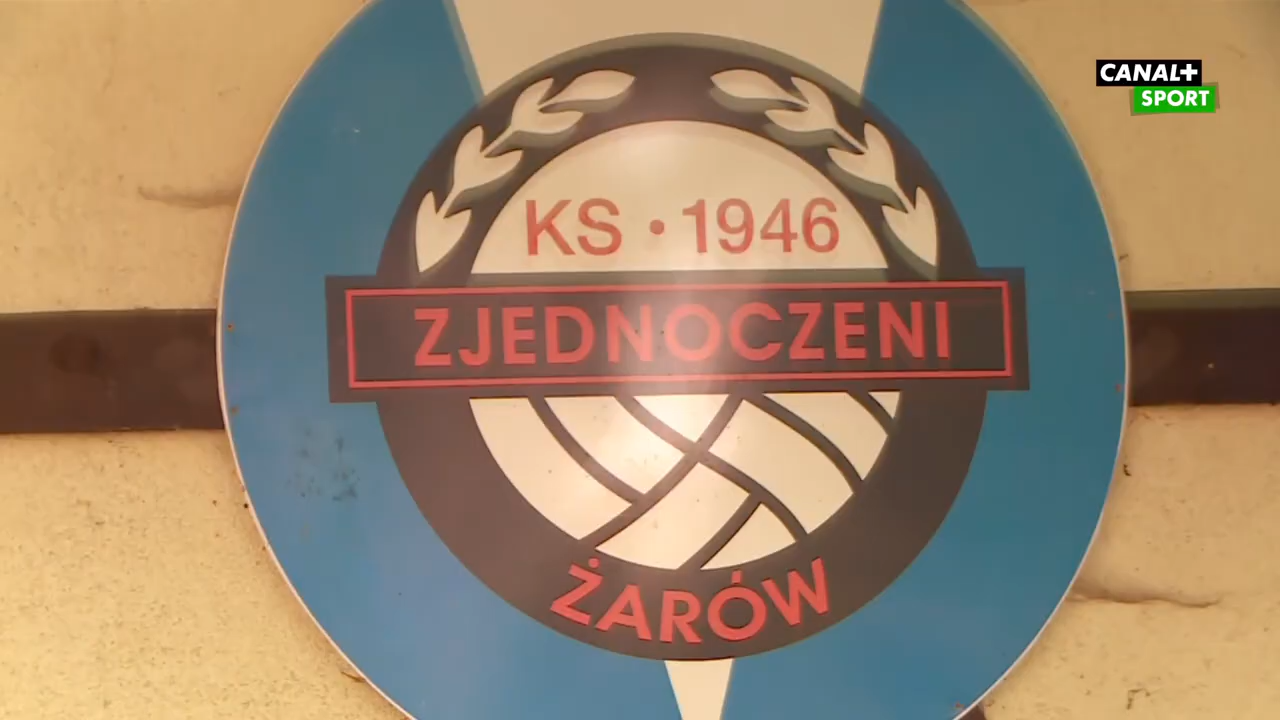 CANAL+
SPORT
KS · 1946
ZJEDNOCZENI
ŻARÓW